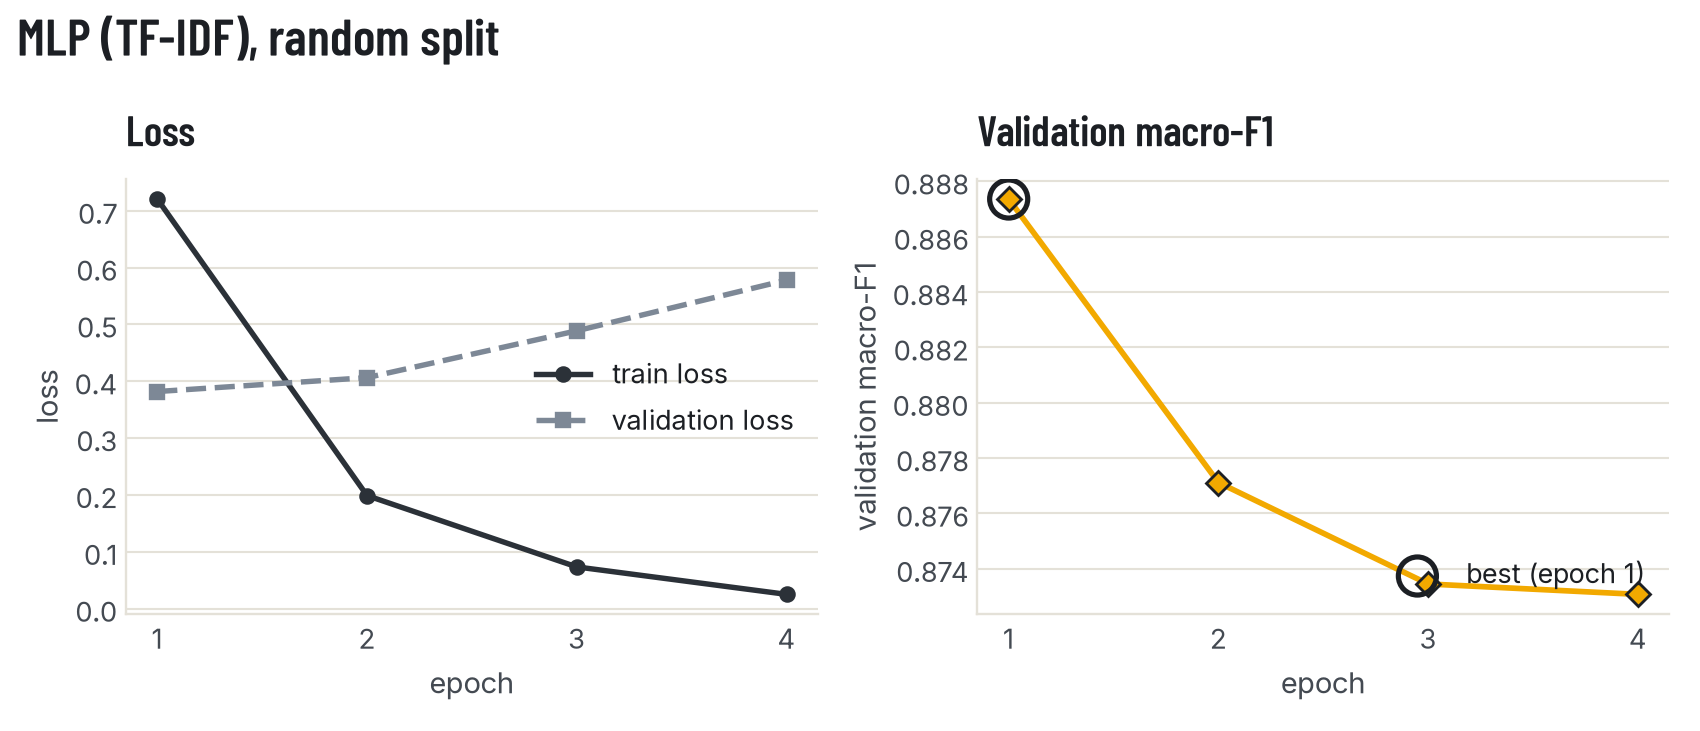 MLP (TF-IDF), random split
Loss
0.7
0.6
0.5
0.4
0.3
0.2
0.1
0.0
loss
train loss
validation loss
1 2 3 4
epoch
Validation macro-F1
0.888
0.886
0.884
0.882
0.880
0.878
0.876
0.874
validation macro-F1
best (epoch 1)
1 2 3 4
epoch